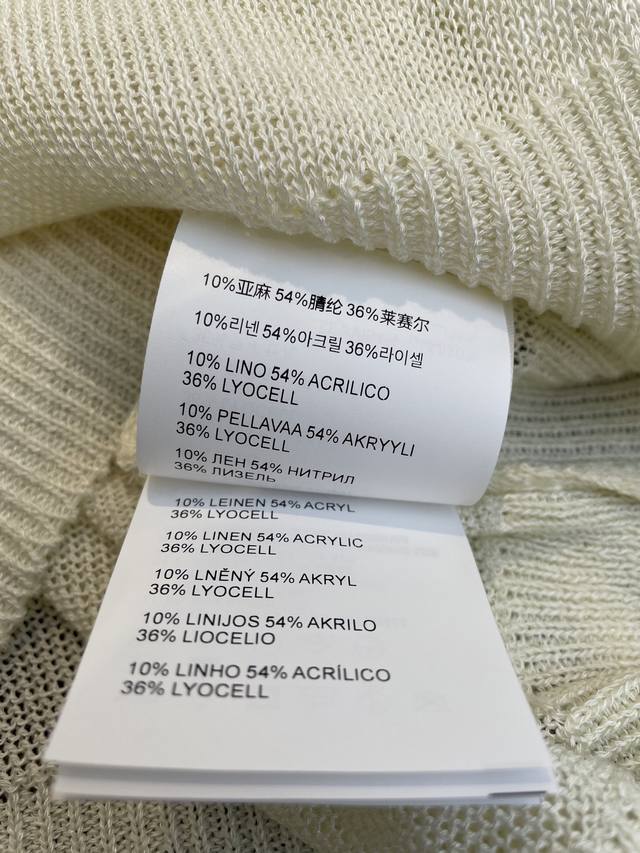 10%亚麻 54%腈纶 36%莱赛尔
10%리넨 54%아크릴 36%라이셀
10% LINO 54% ACRILICO
36% LYOCELL
10% PELLAVAA 54% AKRYYLI
36% LYOCELL
10% ЛЕН 54% НИТРИЛ
36% ЛИЗЕЛЬ
10% LEINEN 54% ACRYL
36% LYOCELL
10% LINEN 54% ACRYLIC
36% LYOCELL
10% LNĚNÝ 54% AKRYL
36% LYOCELL
10% LINIJOS 54% AKRILO
36% LIOCELIO
10% LINHO 54% ACRÍLICO
36% LYOCELL